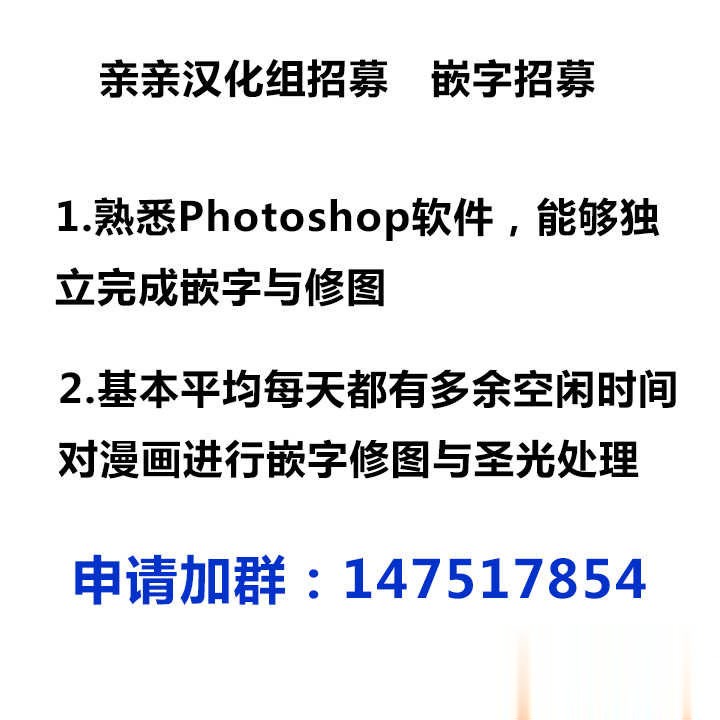 亲亲汉化组招募　嵌字招募
1.熟悉Photoshop软件，能够独
立完成嵌字与修图
2.基本平均每天都有多余空闲时间
对漫画进行嵌字修图与圣光处理
申请加群：147517854